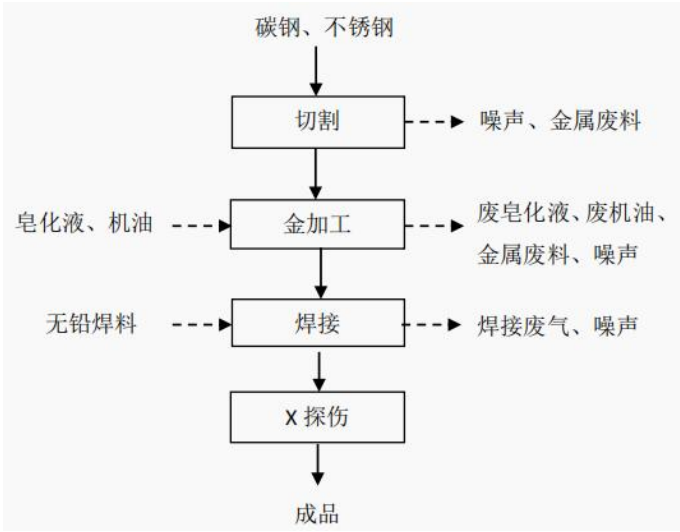 碳钢、不锈钢
切割
噪声、金属废料
皂化液、机油
金加工
废皂化液、废机油、
金属废料、噪声
无铅焊料
焊接
焊接废气、噪声
X 探伤
成品